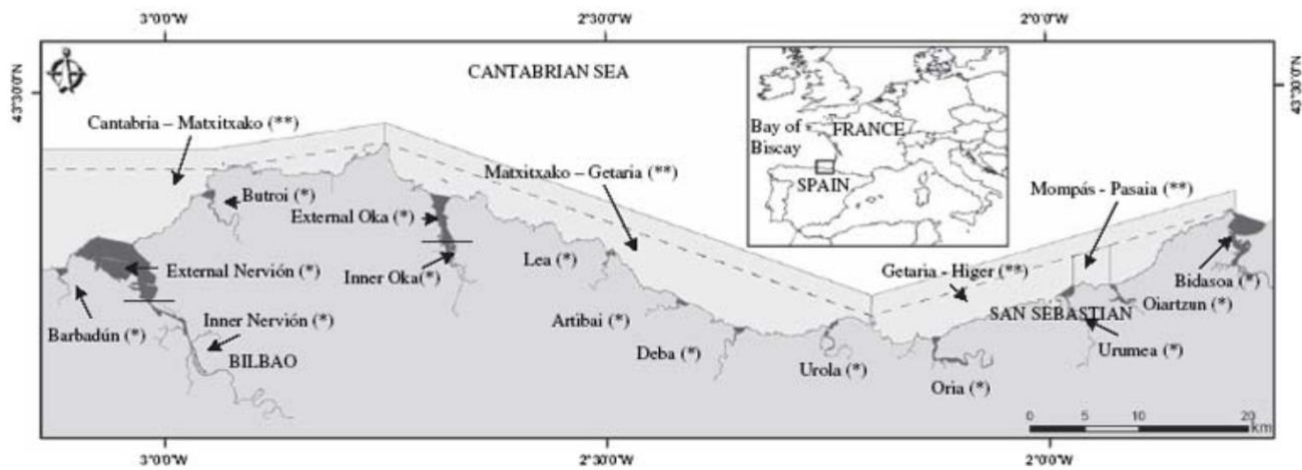 3°0'0"W 2°30'0"W 2°0'0"W
43°30'N
43°30'N
CANTABRIAN SEA
Cantabria – Matxitxako (**)
Bay of
Biscay
FRANCE
SPAIN
Matxitxako – Getaria (**)
Mompás - Pasaia (**)
Butroi (*)
External Oka (*)
External Nervión (*)
Inner Oka(*)
Lea (*)
Getaria - Higer (**)
Bidasoa (*)
Oiartzun (*)
SAN SEBASTIAN
Barbadún (*)
Inner Nervión (*)
Artibai (*)
BILBAO
Deba (*)
Urola (*)
Oria (*)
Urumea (*)
0 5 10 20
km
3°0'0"W 2°30'0"W 2°0'0"W